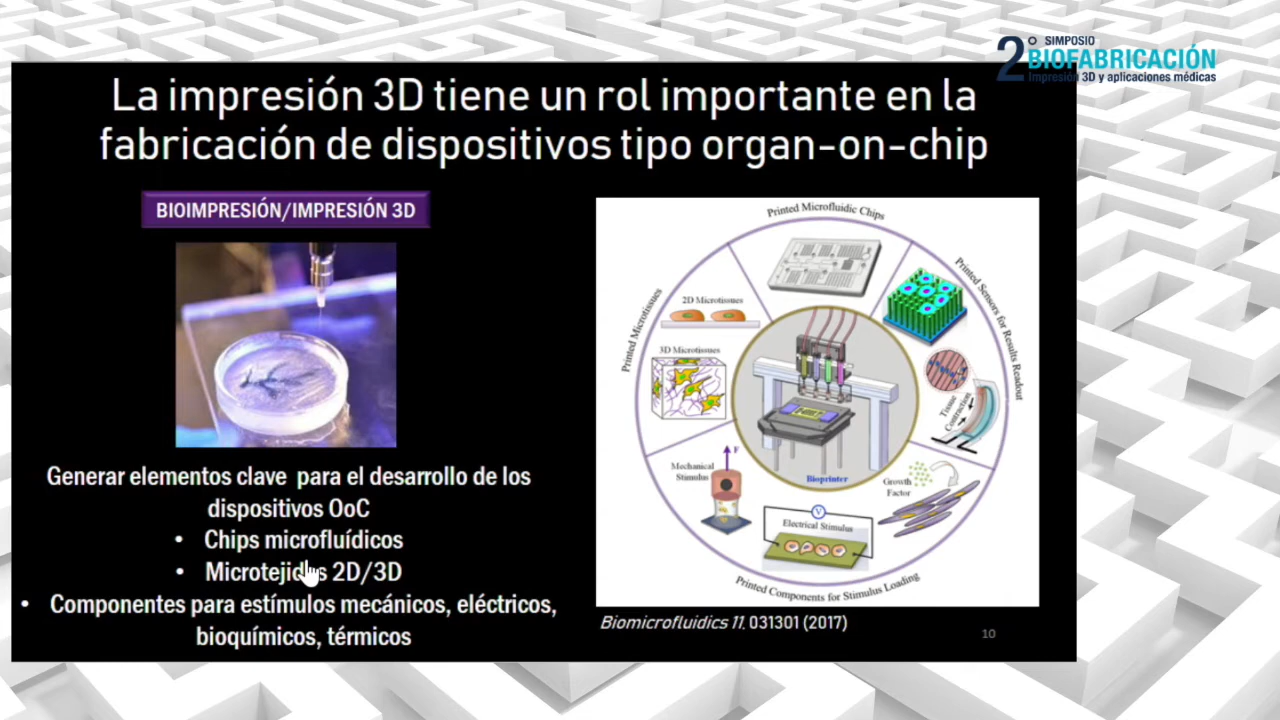 2° SIMPOSIO
BIOFABRICACIÓN
Impresión 3D y aplicaciones médicas
La impresión 3D tiene un rol importante en la
fabricación de dispositivos tipo organ-on-chip
BIOIMPRESIÓN/IMPRESIÓN 3D
Generar elementos clave para el desarrollo de los
dispositivos OoC
• Chips microfluídicos
• Microtejidos 2D/3D
• Componentes para estímulos mecánicos, eléctricos,
bioquímicos, térmicos
Printed Microfluidic Chips
Printed Sensors for Results Readout
Printed Microtissues
2D Microtissues
3D Microtissues
Tissue
Contraction
Bioprinter
Mechanical
Stimulus
F
Growth
Factor
V
Electrical Stimulus
Printed Components for Stimulus Loading
Biomicrofluidics 11, 031301 (2017)
10